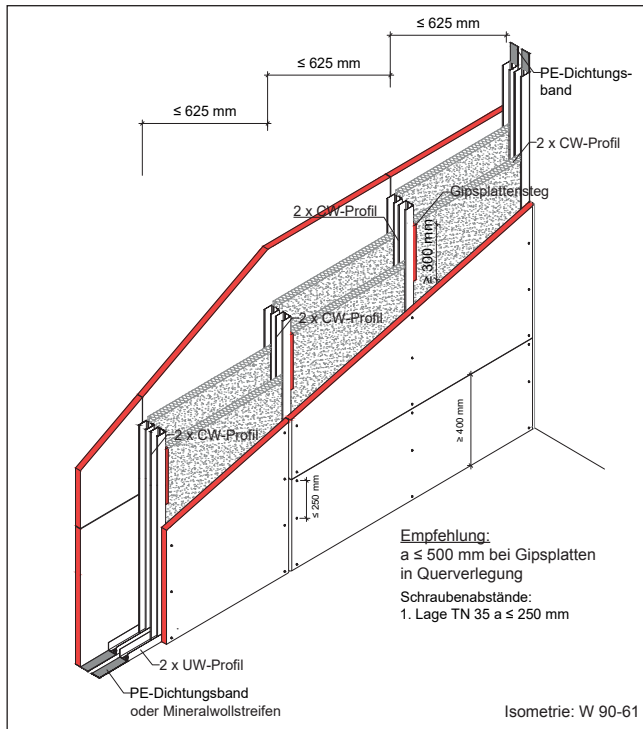 ≤ 625 mm
≤ 625 mm
≤ 625 mm
PE-Dichtungs-
band
2 x CW-Profil
Gipsplattensteg
2 x CW-Profil
≥ 300 mm
2 x CW-Profil
2 x CW-Profil
≥ 400 mm
≤ 250 mm
Empfehlung:
a ≤ 500 mm bei Gipsplatten
in Querverlegung
Schraubenabstände:
1. Lage TN 35 a ≤ 250 mm
2 x UW-Profil
PE-Dichtungsband
oder Mineralwollstreifen
Isometrie: W 90-61